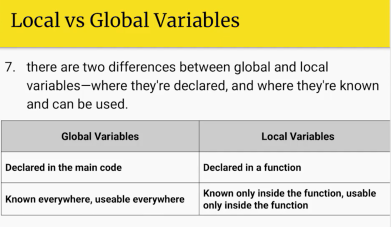 Local vs Global Variables
7. there are two differences between global and local
variables—where they're declared, and where they're known
and can be used.
Global Variables Local Variables
Declared in the main code Declared in a function
Known everywhere, useable everywhere Known only inside the function, usable
only inside the function